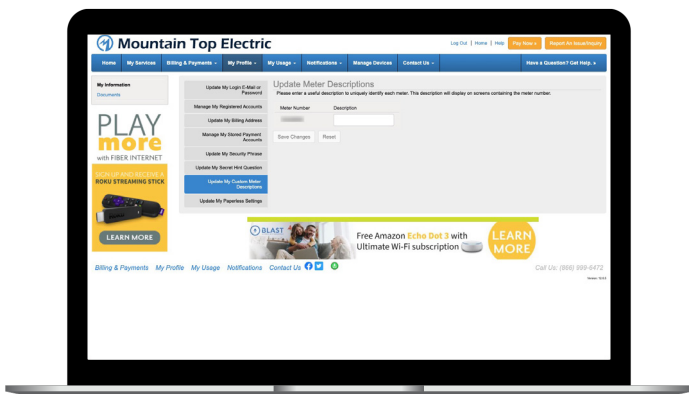 Mountain Top Electric
Log Out | Home | Help
Pay Now »
Report An Issue/Inquiry
Home
My Services
Billing & Payments
My Profile
My Usage
Notifications
Manage Devices
Contact Us
Have a Question? Get Help. »
My Information
Documents
PLAY
more
with FIBER INTERNET
SIGN UP AND RECEIVE A
ROKU STREAMING STICK
LEARN MORE
Update My Login E-Mail or
Password
Manage My Registered Accounts
Update My Billing Address
Manage My Stored Payment
Accounts
Update My Security Phrase
Update My Secret Hint Question
Update My Custom Meter
Descriptions
Update My Paperless Settings
Update Meter Descriptions
Please enter a useful description to uniquely identify each meter. This description will display on screens containing the meter number.
Meter Number
Description
Save Changes
Reset
BLAST
Free Amazon Echo Dot 3 with
Ultimate Wi-Fi subscription
LEARN
MORE
Billing & Payments My Profile My Usage Notifications Contact Us
Call Us: (866) 999-6472